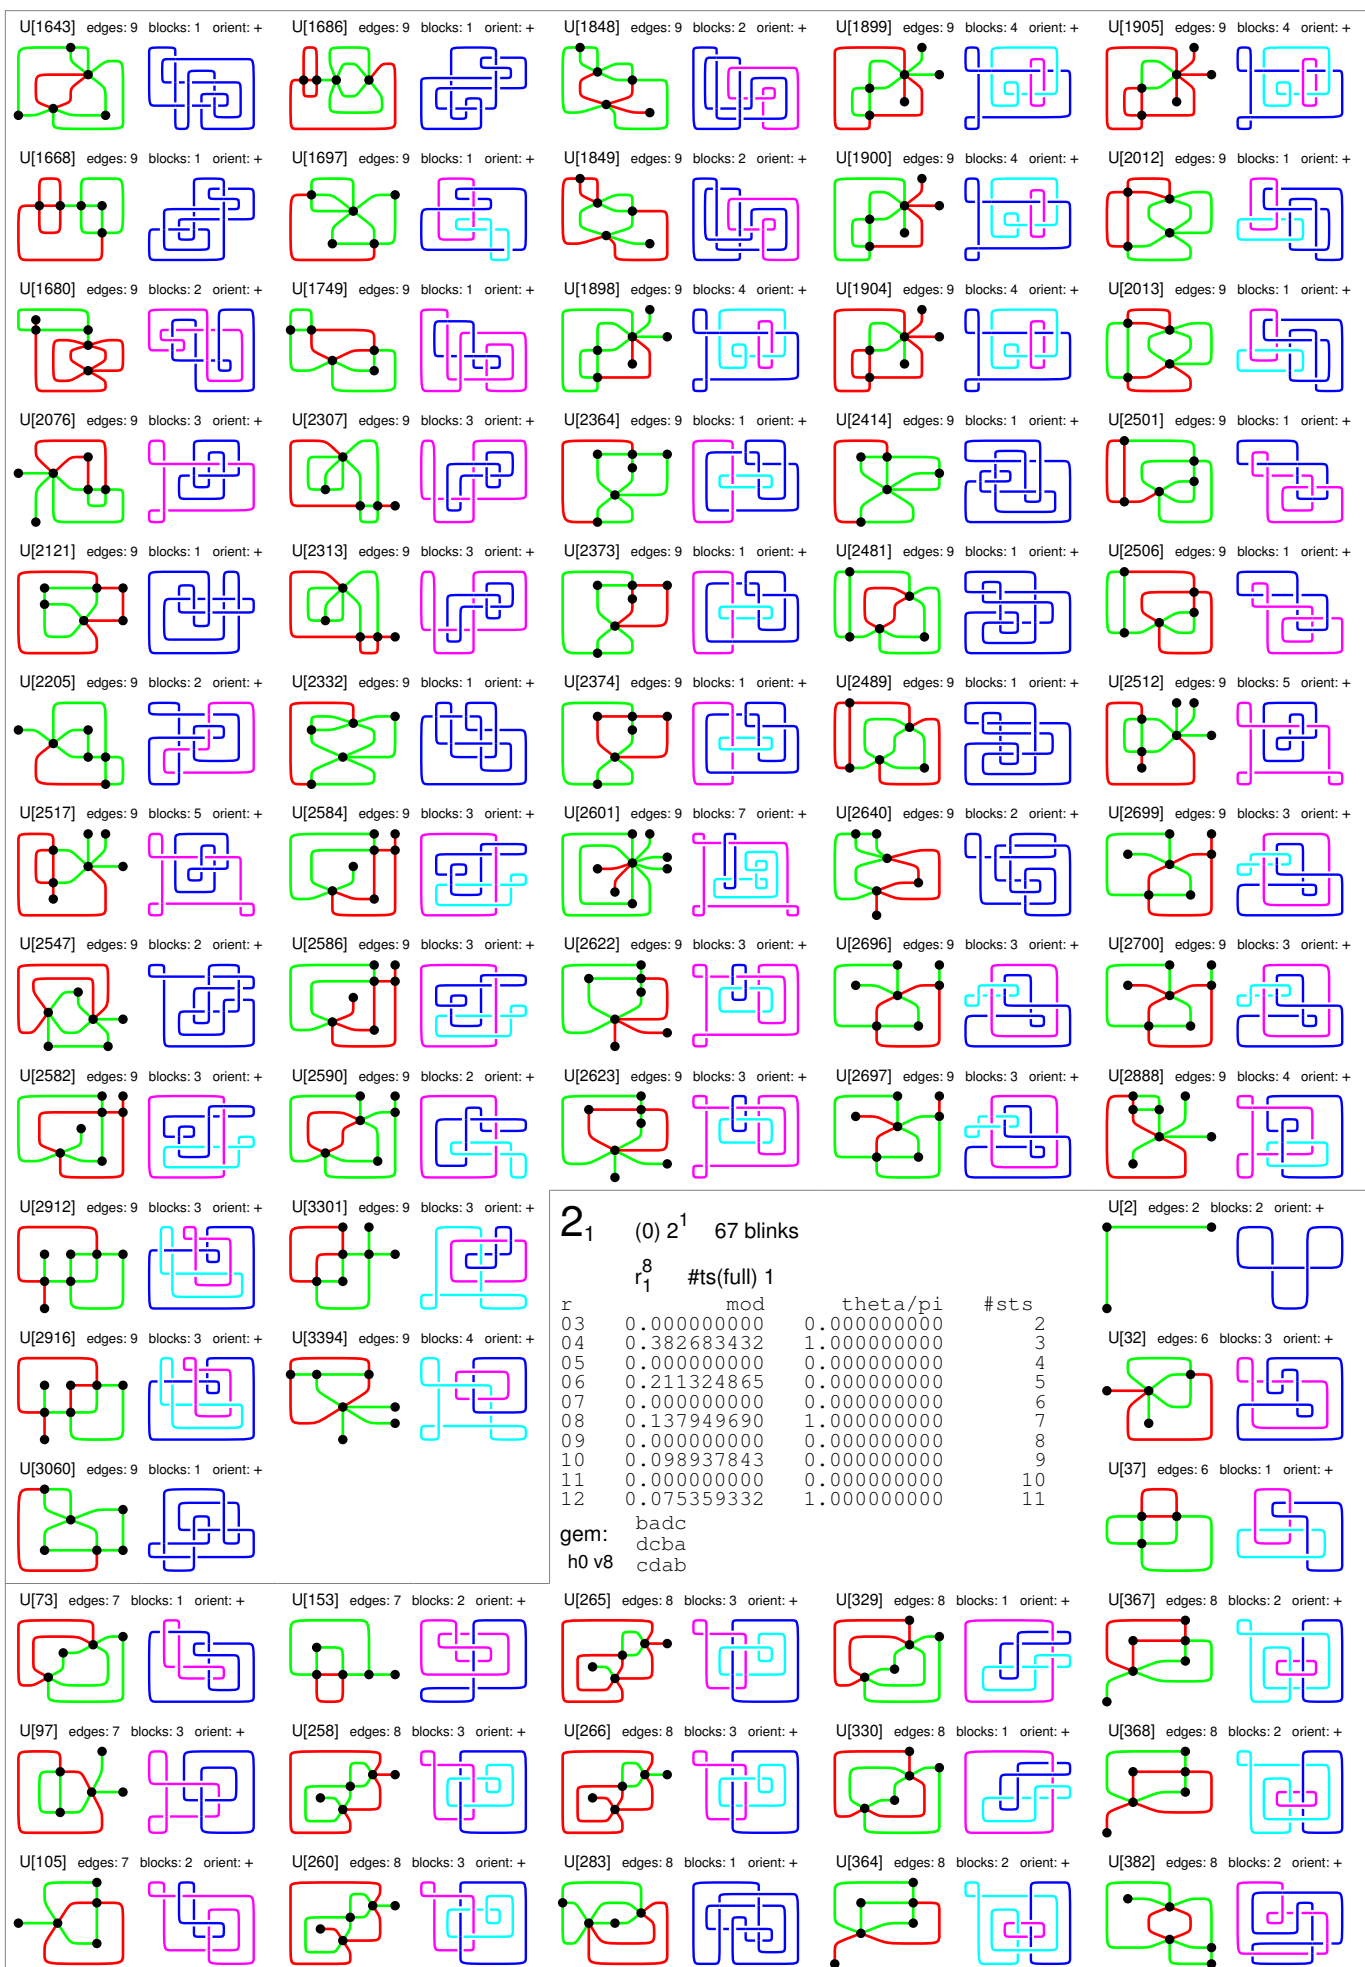 U[1643] edges: 9 blocks: 1 orient: + U[1686] edges: 9 blocks: 1 orient: + U[1848] edges: 9 blocks: 2 orient: + U[1899] edges: 9 blocks: 4 orient: + U[1905] edges: 9 blocks: 4 orient: +
U[1668] edges: 9 blocks: 1 orient: + U[1697] edges: 9 blocks: 1 orient: + U[1849] edges: 9 blocks: 2 orient: + U[1900] edges: 9 blocks: 4 orient: + U[2012] edges: 9 blocks: 1 orient: +
U[1680] edges: 9 blocks: 2 orient: + U[1749] edges: 9 blocks: 1 orient: + U[1898] edges: 9 blocks: 4 orient: + U[1904] edges: 9 blocks: 4 orient: + U[2013] edges: 9 blocks: 1 orient: +
U[2076] edges: 9 blocks: 3 orient: + U[2307] edges: 9 blocks: 3 orient: + U[2364] edges: 9 blocks: 1 orient: + U[2414] edges: 9 blocks: 1 orient: + U[2501] edges: 9 blocks: 1 orient: +
U[2121] edges: 9 blocks: 1 orient: + U[2313] edges: 9 blocks: 3 orient: + U[2373] edges: 9 blocks: 1 orient: + U[2481] edges: 9 blocks: 1 orient: + U[2506] edges: 9 blocks: 1 orient: +
U[2205] edges: 9 blocks: 2 orient: + U[2332] edges: 9 blocks: 1 orient: + U[2374] edges: 9 blocks: 1 orient: + U[2489] edges: 9 blocks: 1 orient: + U[2512] edges: 9 blocks: 5 orient: +
U[2517] edges: 9 blocks: 5 orient: + U[2584] edges: 9 blocks: 3 orient: + U[2601] edges: 9 blocks: 7 orient: + U[2640] edges: 9 blocks: 2 orient: + U[2699] edges: 9 blocks: 3 orient: +
U[2547] edges: 9 blocks: 2 orient: + U[2586] edges: 9 blocks: 3 orient: + U[2622] edges: 9 blocks: 3 orient: + U[2696] edges: 9 blocks: 3 orient: + U[2700] edges: 9 blocks: 3 orient: +
U[2582] edges: 9 blocks: 3 orient: + U[2590] edges: 9 blocks: 2 orient: + U[2623] edges: 9 blocks: 3 orient: + U[2697] edges: 9 blocks: 3 orient: + U[2888] edges: 9 blocks: 4 orient: +
U[2912] edges: 9 blocks: 3 orient: + U[3301] edges: 9 blocks: 3 orient: +
U[2916] edges: 9 blocks: 3 orient: + U[3394] edges: 9 blocks: 4 orient: +
U[3060] edges: 9 blocks: 1 orient: +
2₁ (0) 2¹ 67 blinks
r₁⁸ #ts(full) 1
r mod theta/pi #sts
03 0.000000000 0.000000000 2
04 0.382683432 1.000000000 3
05 0.000000000 0.000000000 4
06 0.211324865 0.000000000 5
07 0.000000000 0.000000000 6
08 0.137949690 1.000000000 7
09 0.000000000 0.000000000 8
10 0.098937843 0.000000000 9
11 0.000000000 0.000000000 10
12 0.075359332 1.000000000 11
badc
gem: dcba
h0 v8 cdab
U[2] edges: 2 blocks: 2 orient: +
U[32] edges: 6 blocks: 3 orient: +
U[37] edges: 6 blocks: 1 orient: +
U[73] edges: 7 blocks: 1 orient: + U[153] edges: 7 blocks: 2 orient: + U[265] edges: 8 blocks: 3 orient: + U[329] edges: 8 blocks: 1 orient: + U[367] edges: 8 blocks: 2 orient: +
U[97] edges: 7 blocks: 3 orient: + U[258] edges: 8 blocks: 3 orient: + U[266] edges: 8 blocks: 3 orient: + U[330] edges: 8 blocks: 1 orient: + U[368] edges: 8 blocks: 2 orient: +
U[105] edges: 7 blocks: 2 orient: + U[260] edges: 8 blocks: 3 orient: + U[283] edges: 8 blocks: 1 orient: + U[364] edges: 8 blocks: 2 orient: + U[382] edges: 8 blocks: 2 orient: +